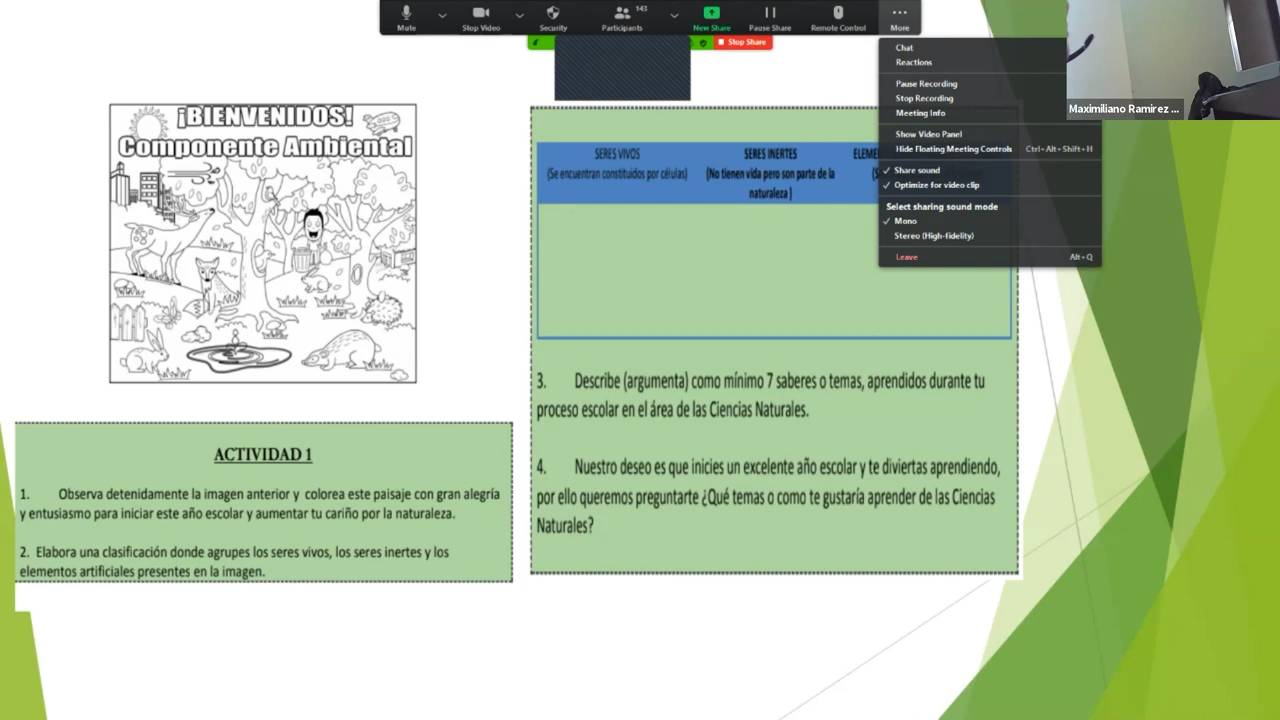 143
Mute
Stop Video
Security
Participants
New Share
Pause Share
Remote Control
More
Stop Share
Chat
Reactions
Pause Recording
Stop Recording
Meeting Info
Show Video Panel
Hide Floating Meeting Controls Ctrl+Alt+Shift+H
Share sound
Optimize for video clip
Select sharing sound mode
Mono
Stereo (High-fidelity)
Leave Alt+Q
Maximiliano Ramirez ...
¡BIENVENIDOS!
Componente Ambiental
ACTIVIDAD 1
1. Observa detenidamente la imagen anterior y colorea este paisaje con gran alegría
y entusiasmo para iniciar este año escolar y aumentar tu cariño por la naturaleza.
2. Elabora una clasificación donde agrupes los seres vivos, los seres inertes y los
elementos artificiales presentes en la imagen.
SERES VIVOS
(Se encuentran constituidos por células)
SERES INERTES
(No tienen vida pero son parte de la
naturaleza )
3. Describe (argumenta) como mínimo 7 saberes o temas, aprendidos durante tu
proceso escolar en el área de las Ciencias Naturales.
4. Nuestro deseo es que inicies un excelente año escolar y te diviertas aprendiendo,
por ello queremos preguntarte ¿Qué temas o como te gustaría aprender de las Ciencias
Naturales?